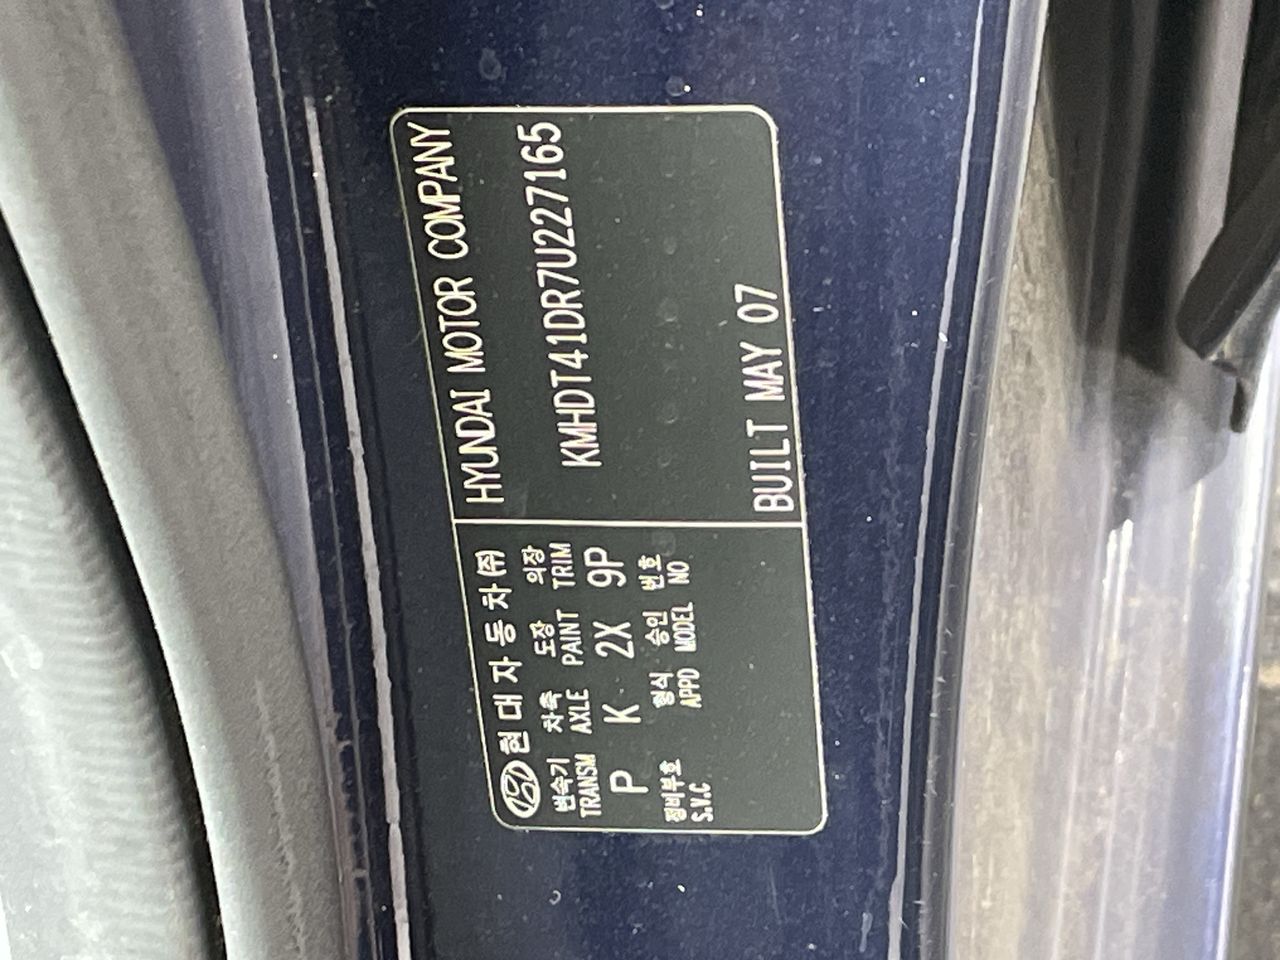 현대자동차(주)
변속기 차축 도장 의장
TRANSM AXLE PAINT TRIM
P K 2X 9P
정비부호 형식 승인 번호
S.V.C APPD MODEL NO
HYUNDAI MOTOR COMPANY
KMHDT41DR7U227165
BUILT MAY 07